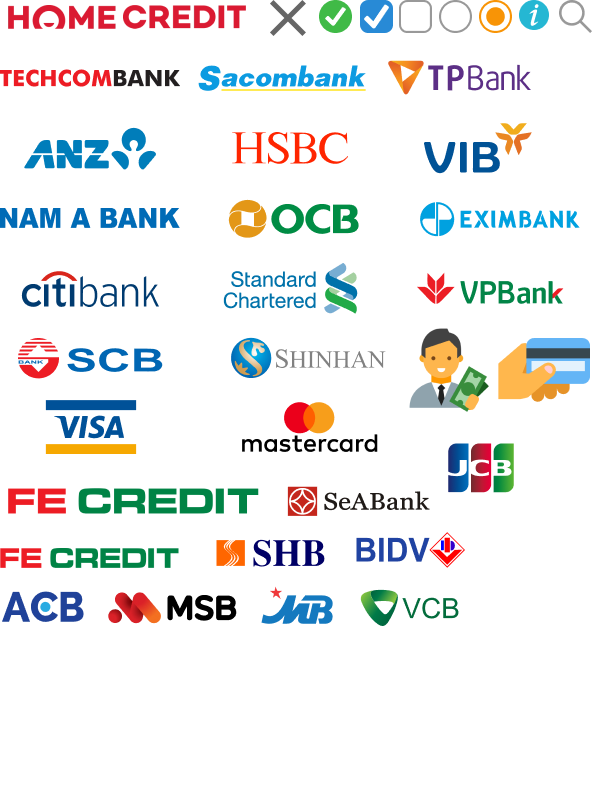 HOME CREDIT
i
TECHCOMBANK Sacombank TPBank
ANZ HSBC VIB
NAM A BANK OCB EXIMBANK
citibank Standard Chartered VPBank
BANK SCB SHINHAN
VISA mastercard
JCB
FE CREDIT SeABank
FE CREDIT SHB BIDV
ACB MSB MB VCB